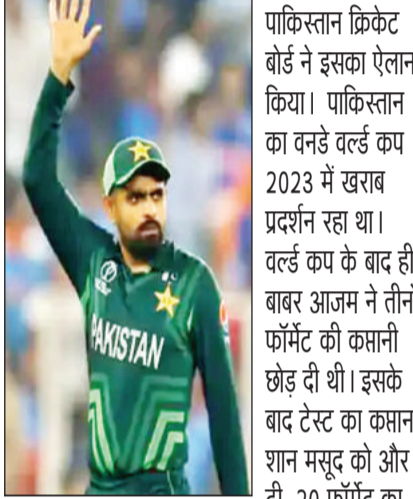 PAKISTAN
पाकिस्तान क्रिकेट
बोर्ड ने इसका ऐलान
किया। पाकिस्तान
का वनडे वर्ल्ड कप
2023 में खराब
प्रदर्शन रहा था।
वर्ल्ड कप के बाद ही
बाबर आजम ने तीनों
फॉर्मेट की कप्तानी
छोड़ दी थी। इसके
बाद टेस्ट का कप्तान
शान मसूद को और
टी-20 फॉर्मेट का